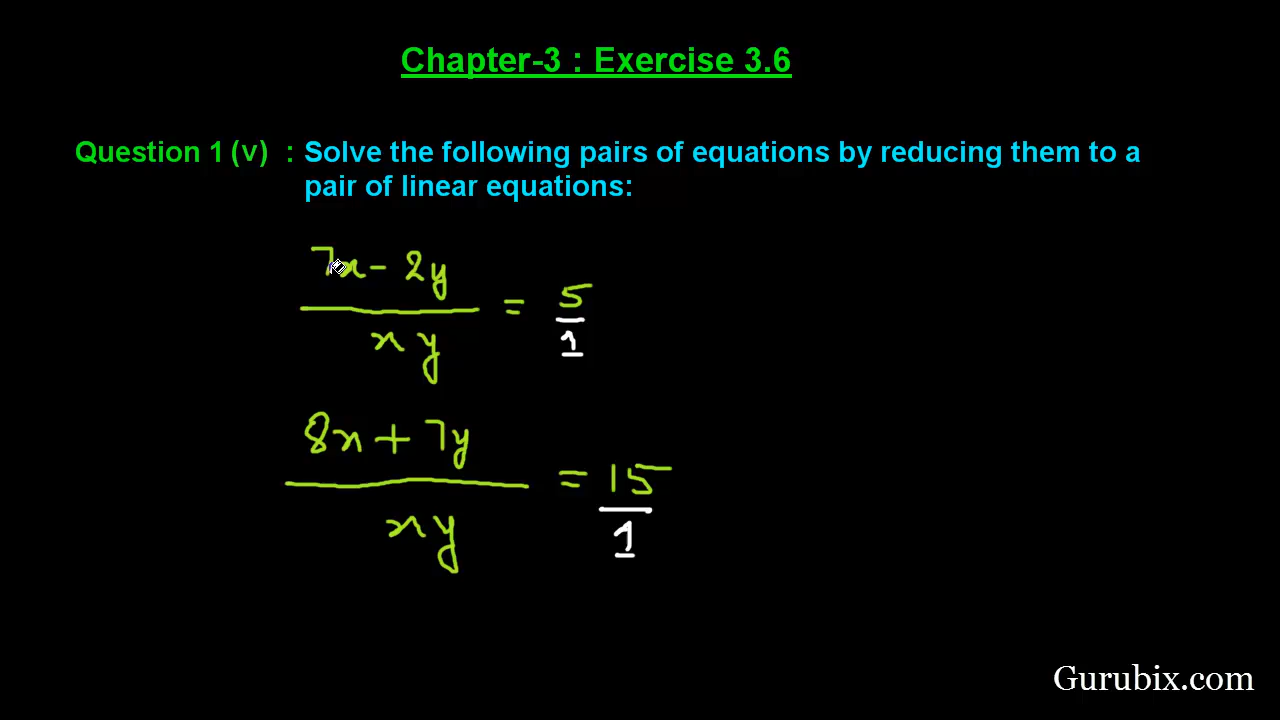 Chapter-3 : Exercise 3.6
Question 1 (v) : Solve the following pairs of equations by reducing them to a
pair of linear equations:
7x - 2y
= 5
xy
1
8x + 7y
= 15
xy
1
Gurubix.com